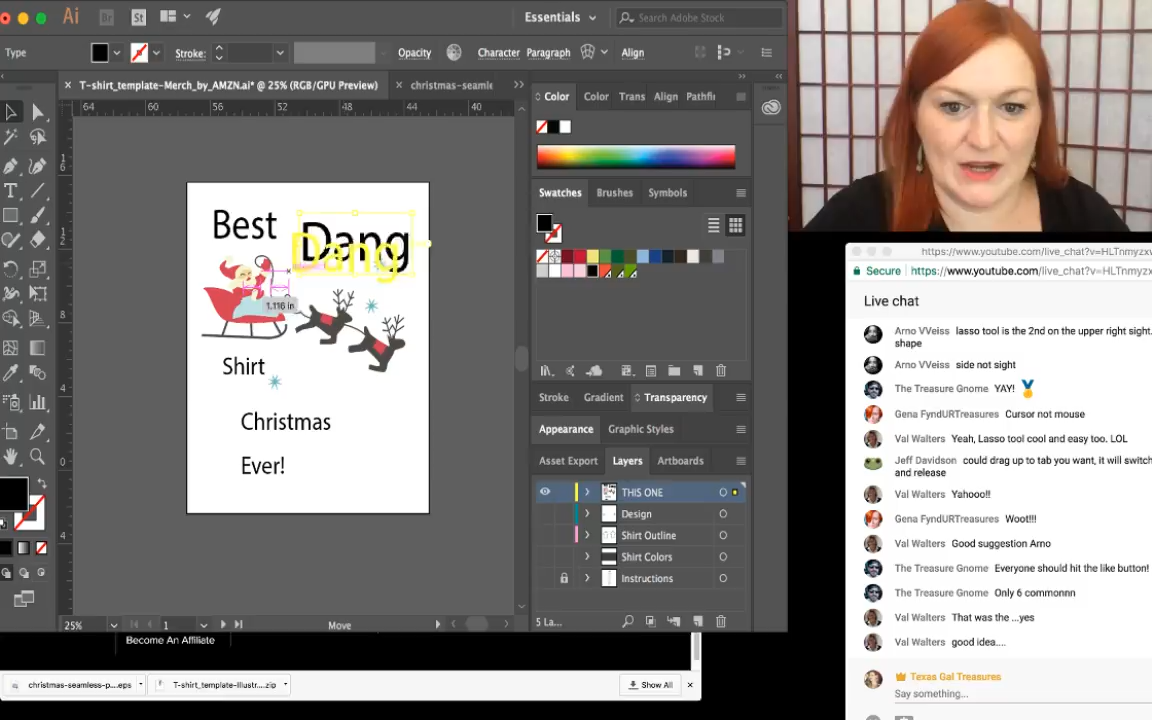 Ai Br St Essentials Search Adobe Stock
Type Stroke: Opacity Character Paragraph Align
T-shirt_template-Merch_by_AMZN.ai* @ 25% (RGB/GPU Preview) christmas-seamle
64 60 56 52 48 44 40
Color Color Trans Align Pathfi
Swatches Brushes Symbols
Best Dang
Dang
1.116 in
Shirt
Christmas
Ever!
Stroke Gradient Transparency
Appearance Graphic Styles
Asset Export Layers Artboards
THIS ONE
Design
Shirt Outline
Shirt Colors
Instructions
5 La...
25% 1 Move
Become An Affiliate
christmas-seamless-p....eps T-shirt_template-Illustr....zip Show All
https://www.youtube.com/live_chat?v=HLTnmyzx
Secure https://www.youtube.com/live_chat?v=HLTnmyz
Live chat
Arno VVeiss lasso tool is the 2nd on the upper right sight.
shape
Arno VVeiss side not sight
The Treasure Gnome YAY!
Gena FyndURTreasures Cursor not mouse
Val Walters Yeah, Lasso tool cool and easy too. LOL
Jeff Davidson could drag up to tab you want, it will switch
and release
Val Walters Yahooo!!
Gena FyndURTreasures Woot!!!
Val Walters Good suggestion Arno
The Treasure Gnome Everyone should hit the like button!
The Treasure Gnome Only 6 commonnn
Val Walters That was the ...yes
Val Walters good idea....
Texas Gal Treasures
Say something...